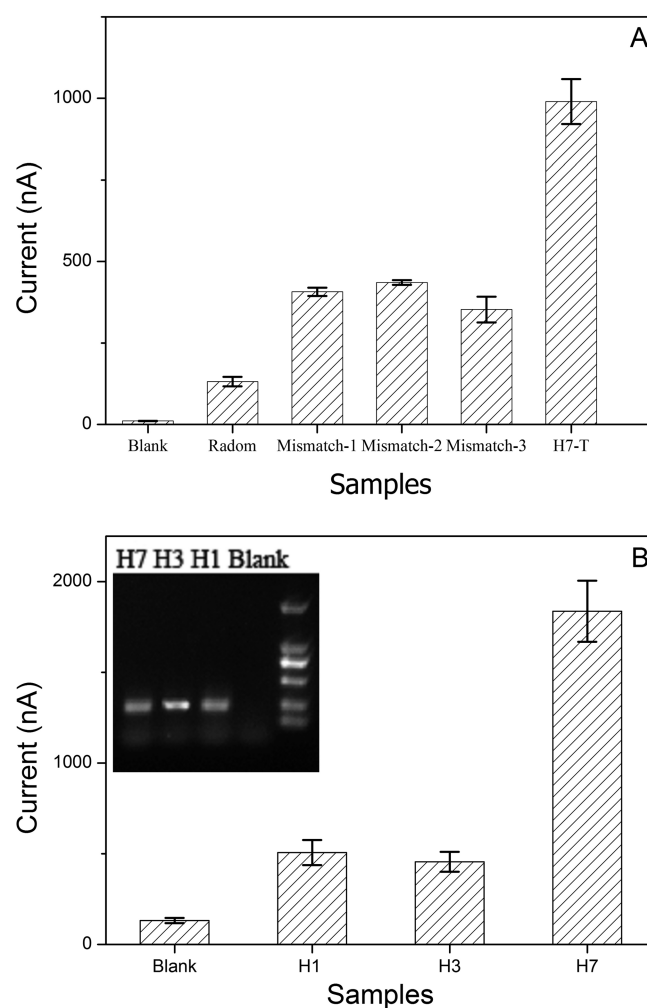 A
1000
500
0
Current (nA)
Blank Radom Mismatch-1 Mismatch-2 Mismatch-3 H7-T
Samples
B
H7 H3 H1 Blank
2000
1000
0
Current (nA)
Blank H1 H3 H7
Samples